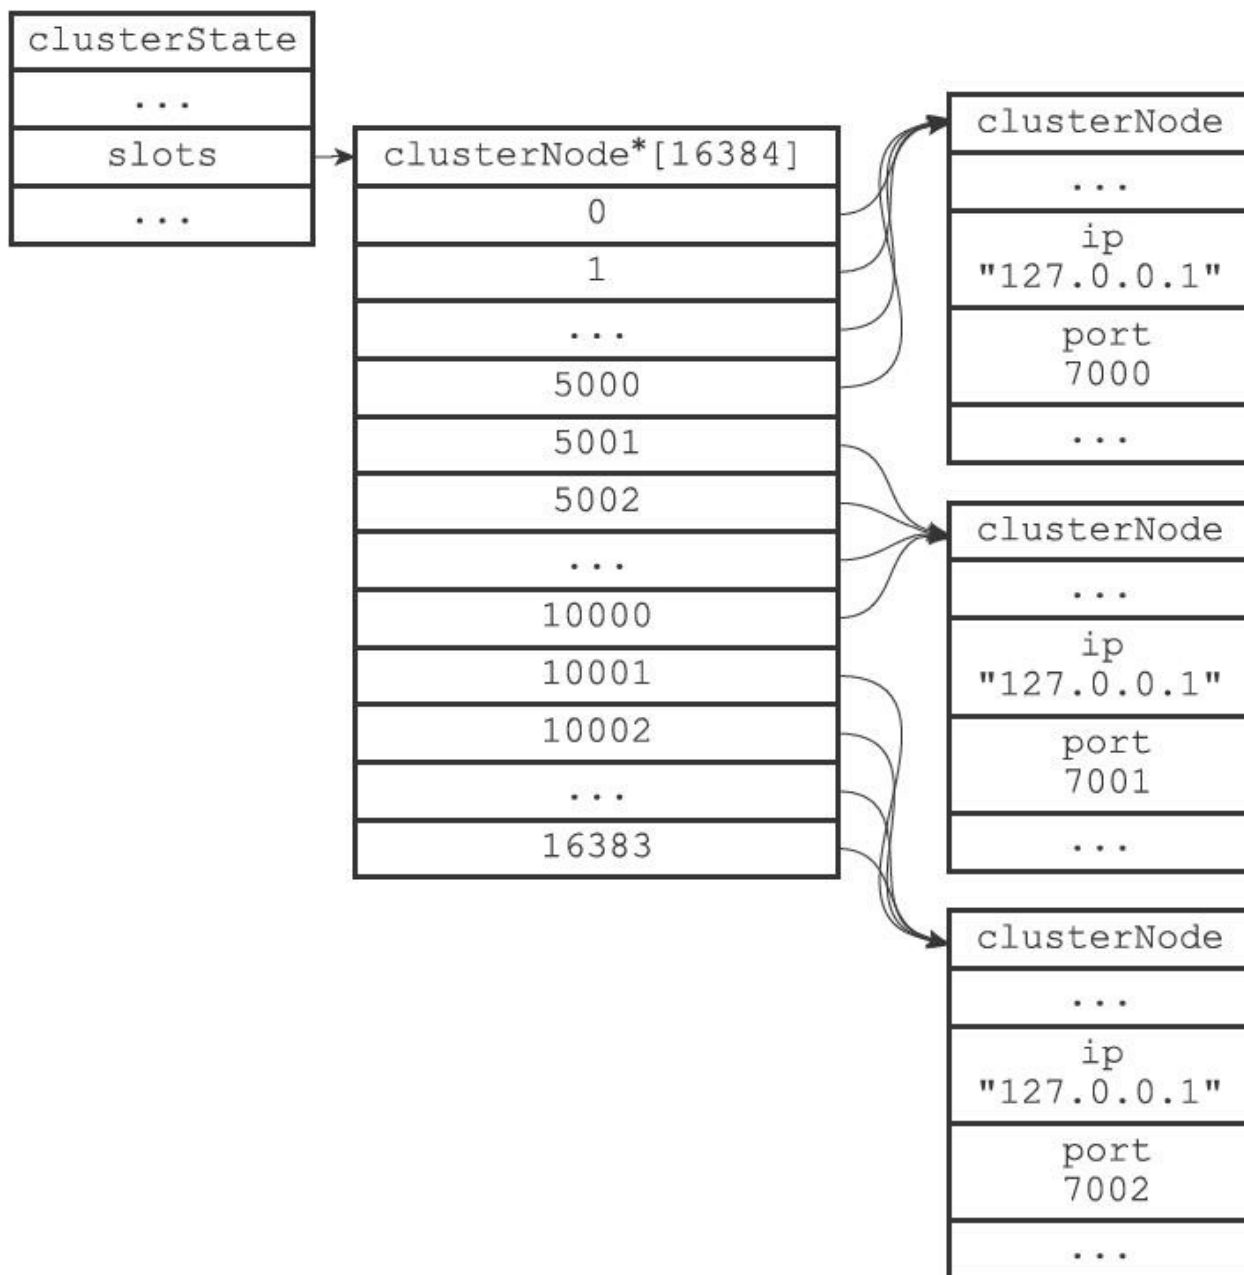 clusterState
...
slots
...
clusterNode*[16384]
0
1
...
5000
5001
5002
...
10000
10001
10002
...
16383
clusterNode
...
ip
"127.0.0.1"
port
7000
...
clusterNode
...
ip
"127.0.0.1"
port
7001
...
clusterNode
...
ip
"127.0.0.1"
port
7002
...